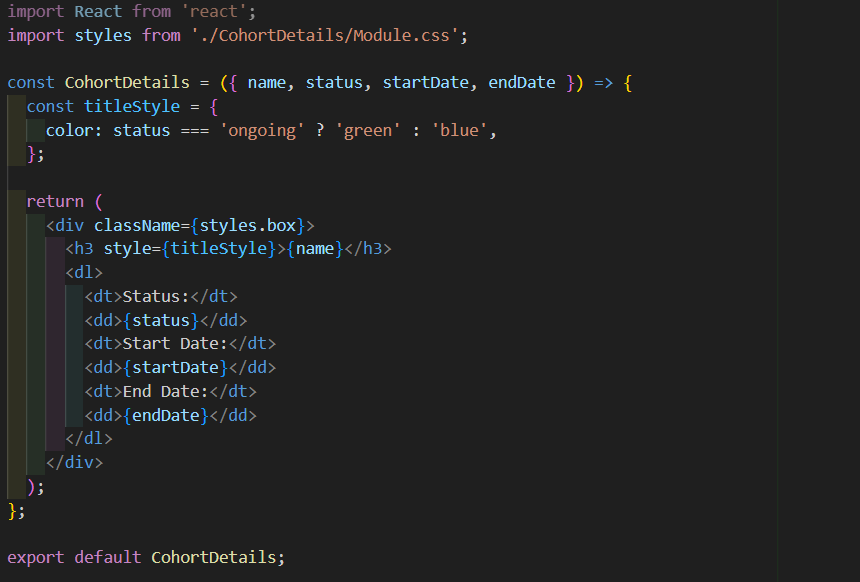 import React from 'react';
import styles from './CohortDetails/Module.css';
const CohortDetails = ({ name, status, startDate, endDate }) => {
const titleStyle = {
color: status === 'ongoing' ? 'green' : 'blue',
};
return (
<div className={styles.box}>
<h3 style={titleStyle}>{name}</h3>
<dl>
<dt>Status:</dt>
<dd>{status}</dd>
<dt>Start Date:</dt>
<dd>{startDate}</dd>
<dt>End Date:</dt>
<dd>{endDate}</dd>
</dl>
</div>
);
};
export default CohortDetails;